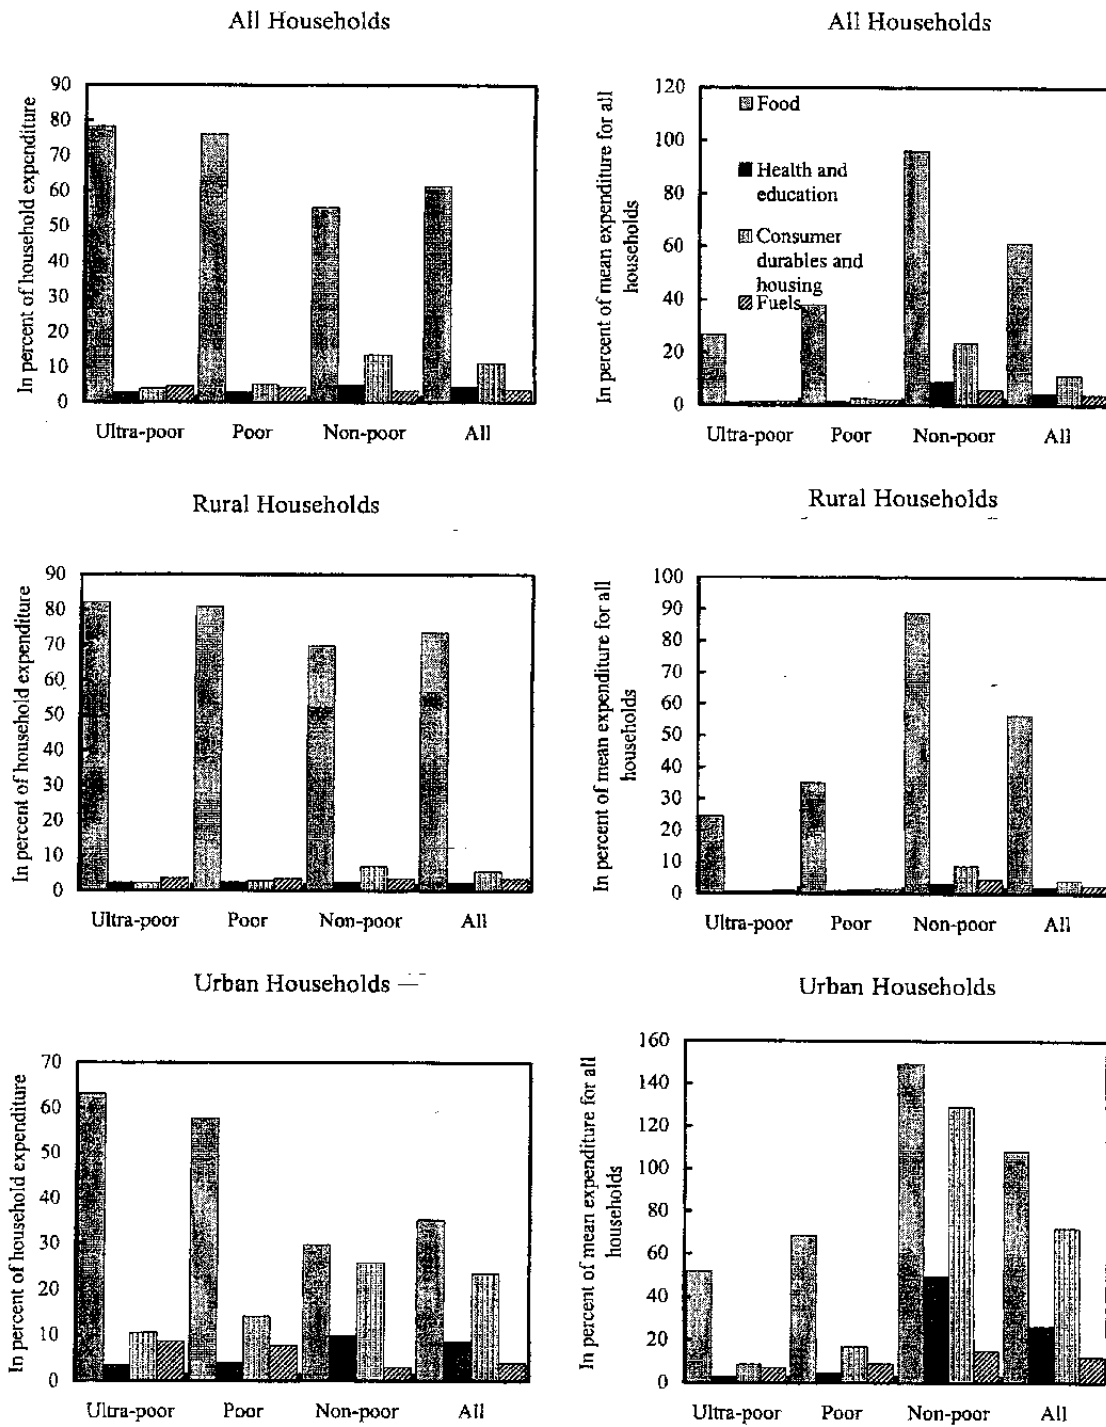 All Households
In percent of household expenditure
90
80
70
60
50
40
30
20
10
0
Ultra-poor Poor Non-poor All
All Households
In percent of mean expenditure for all
households
120
100
80
60
40
20
0
Food
Health and
education
Consumer
durables and
housing
Fuels
Ultra-poor Poor Non-poor All
Rural Households
In percent of household expenditure
90
80
70
60
50
40
30
20
10
0
Ultra-poor Poor Non-poor All
Rural Households
In percent of mean expenditure for all
households
100
90
80
70
60
50
40
30
20
10
0
Ultra-poor Poor Non-poor All
Urban Households
In percent of household expenditure
70
60
50
40
30
20
10
0
Ultra-poor Poor Non-poor All
Urban Households
In percent of mean expenditure for all
households
160
140
120
100
80
60
40
20
0
Ultra-poor Poor Non-poor All